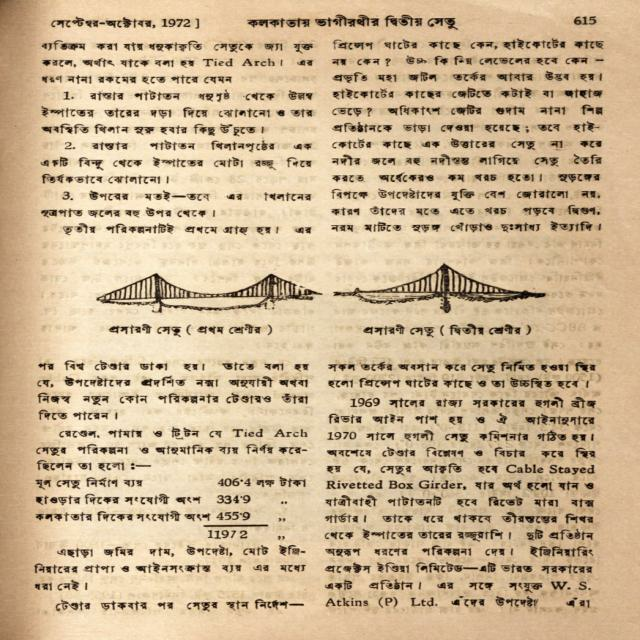 সেপ্টেম্বর-অক্টোবর, 1972 ]
কলকাতায় ভাগীরথীর দ্বিতীয় সেতু
615
ব্যতিক্রম করা যায় ধনুকাকৃতি সেতুকে জ্যা যুক্ত
করলে, অর্থাৎ যাকে বলা হয় Tied Arch। এর
ধরণ নানা রকমের হতে পারে যেমন
1. রাস্তার পাটাতন ধনুপৃষ্ঠ থেকে উলম্ব
ইস্পাতের তারের দড়া দিয়ে ঝোলানো ও তার
অবস্থিতি খিলান সুরু হবার কিছু উঁচুতে।
2. রাস্তার পাটাতন খিলানপৃষ্ঠের এক
একটি বিন্দু থেকে ইস্পাতের মোটা রজ্জু দিয়ে
তির্যকভাবে ঝোলানো।
3. উপরের মতই—তবে এর খিলানের
সূত্রপাত জলের বহু উপর থেকে।
তৃতীয় পরিকল্পনাটিই প্রথমে গ্রাহ্য হয়। এর
প্রসারণী সেতু ( প্রথম শ্রেণীর )
পর বিশ্ব টেণ্ডার ডাকা হয়। তাতে বলা হয়
যে, উপদেষ্টাদের প্রদর্শিত নক্সা অনুযায়ী অথবা
নিজস্ব নতুন কোন পরিকল্পনার টেণ্ডারও তাঁরা
দিতে পারেন।
রেণ্ডেল, পামার ও ট্রিটন যে Tied Arch
সেতুর পরিকল্পনা ও আনুমানিক ব্যয় নির্ণয় করে-
ছিলেন তা হলো :—
মূল সেতু নির্মাণ ব্যয় 406·4 লক্ষ টাকা
হাওড়ার দিকের সংযোগী অংশ 334·9 ,,
কলকাতার দিকের সংযোগী অংশ 455·9 ,,
1197 2 ,,
এছাড়া জমির দাম, উপদেষ্টা, মোট ইঞ্জি-
নিয়ারের প্রাপ্য ও আইনসংক্রান্ত ব্যয় এর মধ্যে
ধরা নেই।
টেণ্ডার ডাকবার পর সেতুর স্থান নির্দেশ—
প্রিন্সেপ ঘাটের কাছে কেন, হাইকোর্টের কাছে
নয় কেন? উচ্চ কি নিম্ন লেভেলের হবে কেন –
প্রভৃতি মহা জটিল তর্কের আবার উদ্ভব হয়।
হাইকোর্টের কাছের জেটিতে কটাই বা জাহাজ
ভেড়ে? অধিকাংশ জেটির গুদাম নানা শিল্প
প্রতিষ্ঠানকে ভাড়া দেওয়া হয়েছে; তবে হাই-
কোর্টের কাছে এক উত্তারের সেতু না করে
নদীর জলে বহু নদীস্তম্ভ লাগিয়ে সেতু তৈরি
করতে অর্ধেকেরও কম খরচ হতো। সুড়ঙ্গের
বিপক্ষে উপদেষ্টাদের যুক্তি বেশ জোরালো নয়,
কারণ তাঁদের মতে এতে খরচ পড়বে দ্বিগুণ,
নরম মাটিতে সুড়ঙ্গ খোঁড়াও দুঃসাধ্য ইত্যাদি।
প্রসারণী সেতু ( দ্বিতীয় শ্রেণীর )
সকল তর্কের অবসান করে সেতু নির্মিত হওয়া স্থির
হলো প্রিন্সেপ ঘাটের কাছে ও তা উচ্চস্থিত হবে।
1969 সালের রাজ্য সরকারের হুগলী ব্রীজ
রিভার আইন পাশ হয় ও ঐ আইনানুসারে
1970 সালে হুগলী সেতু কমিশনার গঠিত হয়।
অবশেষে টেণ্ডার বিশ্লেষণ ও বিচার করে স্থির
হয় যে, সেতুর আকৃতি হবে Cable Stayed
Rivetted Box Girder, যার অর্থ হলো যান ও
যাত্রীবাহী পাটাতনটি হবে রিভেট মারা বাক্স
গার্ডার। তাকে ধরে থাকবে তীরস্তম্ভের শিখর
থেকে ইস্পাতের তারের রজ্জুরাশি। দুটি প্রতিষ্ঠান
অনুরূপ ধরণের পরিকল্পনা দেয়। ইঞ্জিনিয়ারিং
প্রজেক্টস ইণ্ডিয়া লিমিটেড—এটি ভারত সরকারের
একটি প্রতিষ্ঠান। এর সঙ্গে সংযুক্ত W. S.
Atkins (P) Ltd. এঁদের উপদেষ্টা এঁরা